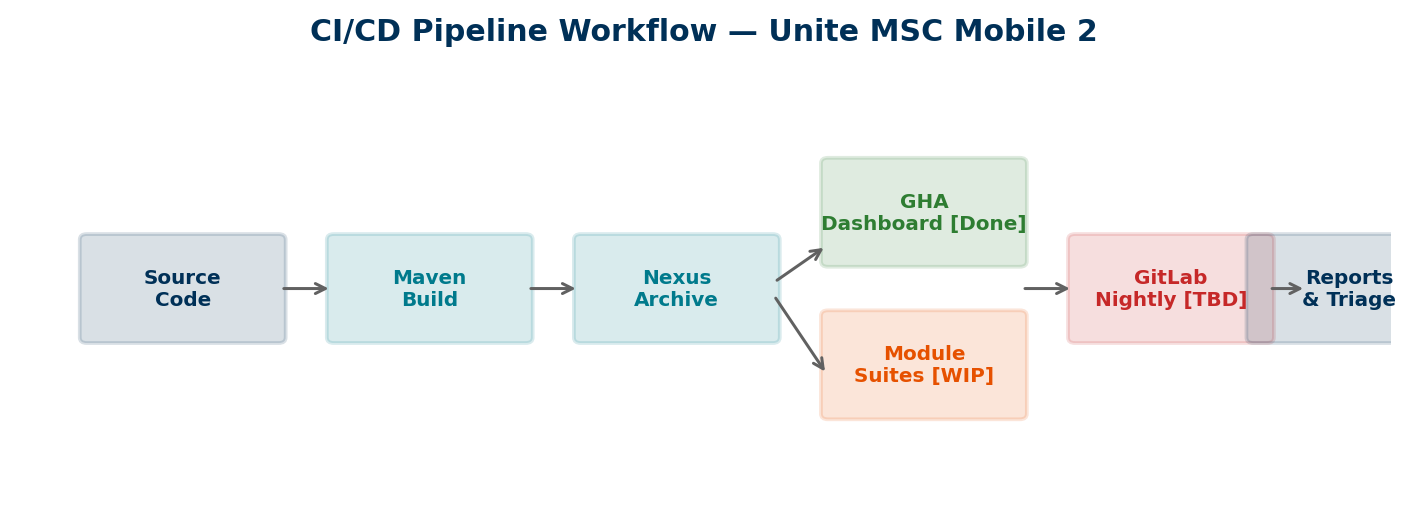 CI/CD Pipeline Workflow — Unite MSC Mobile 2
Source
Code
Maven
Build
Nexus
Archive
GHA
Dashboard [Done]
Module
Suites [WIP]
GitLab
Nightly [TBD]
Reports
& Triage